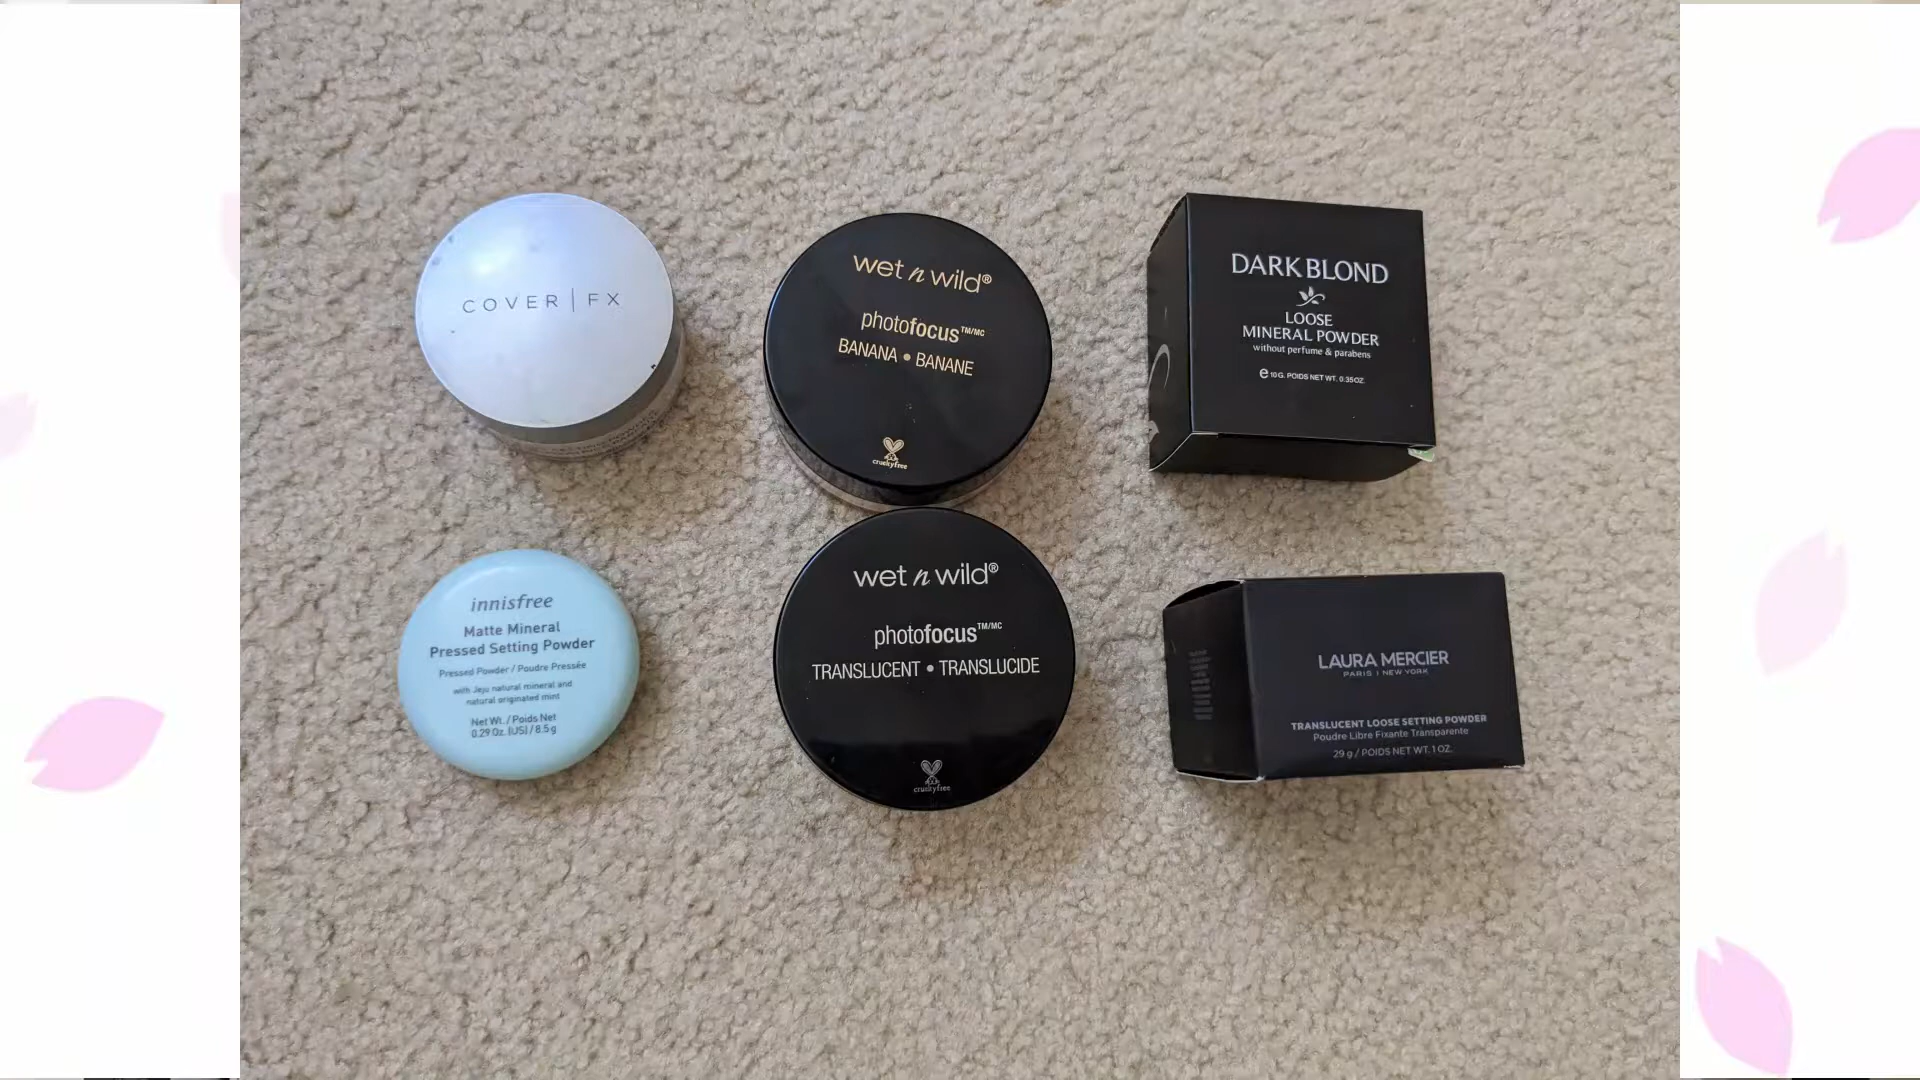 COVER | FX
wet n wild®
photofocus™/MC
BANANA • BANANE
crueltyfree
DARK BLOND
LOOSE
MINERAL POWDER
without perfume & parabens
e 10 G. POIDS NET WT. 0.35OZ.
innisfree
Matte Mineral
Pressed Setting Powder
Pressed Powder / Poudre Pressée
with Jeju natural mineral and
natural originated mint
Net Wt. / Poids Net
0.29 Oz. (US) / 8.5 g
wet n wild®
photofocus™/MC
TRANSLUCENT • TRANSLUCIDE
crueltyfree
LAURA MERCIER
PARIS | NEW YORK
TRANSLUCENT LOOSE SETTING POWDER
Poudre Libre Fixante Transparente
29 g / POIDS NET WT. 1 OZ.